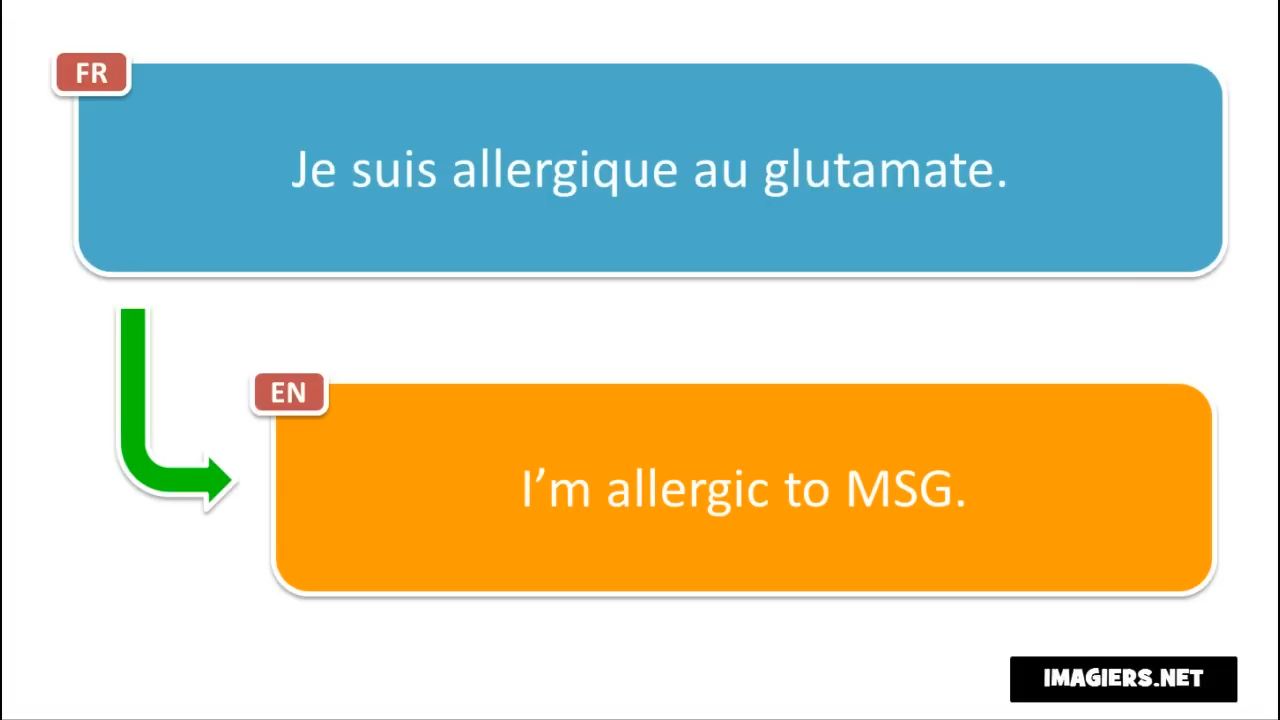 FR
Je suis allergique au glutamate.
EN
I’m allergic to MSG.
IMAGIERS.NET